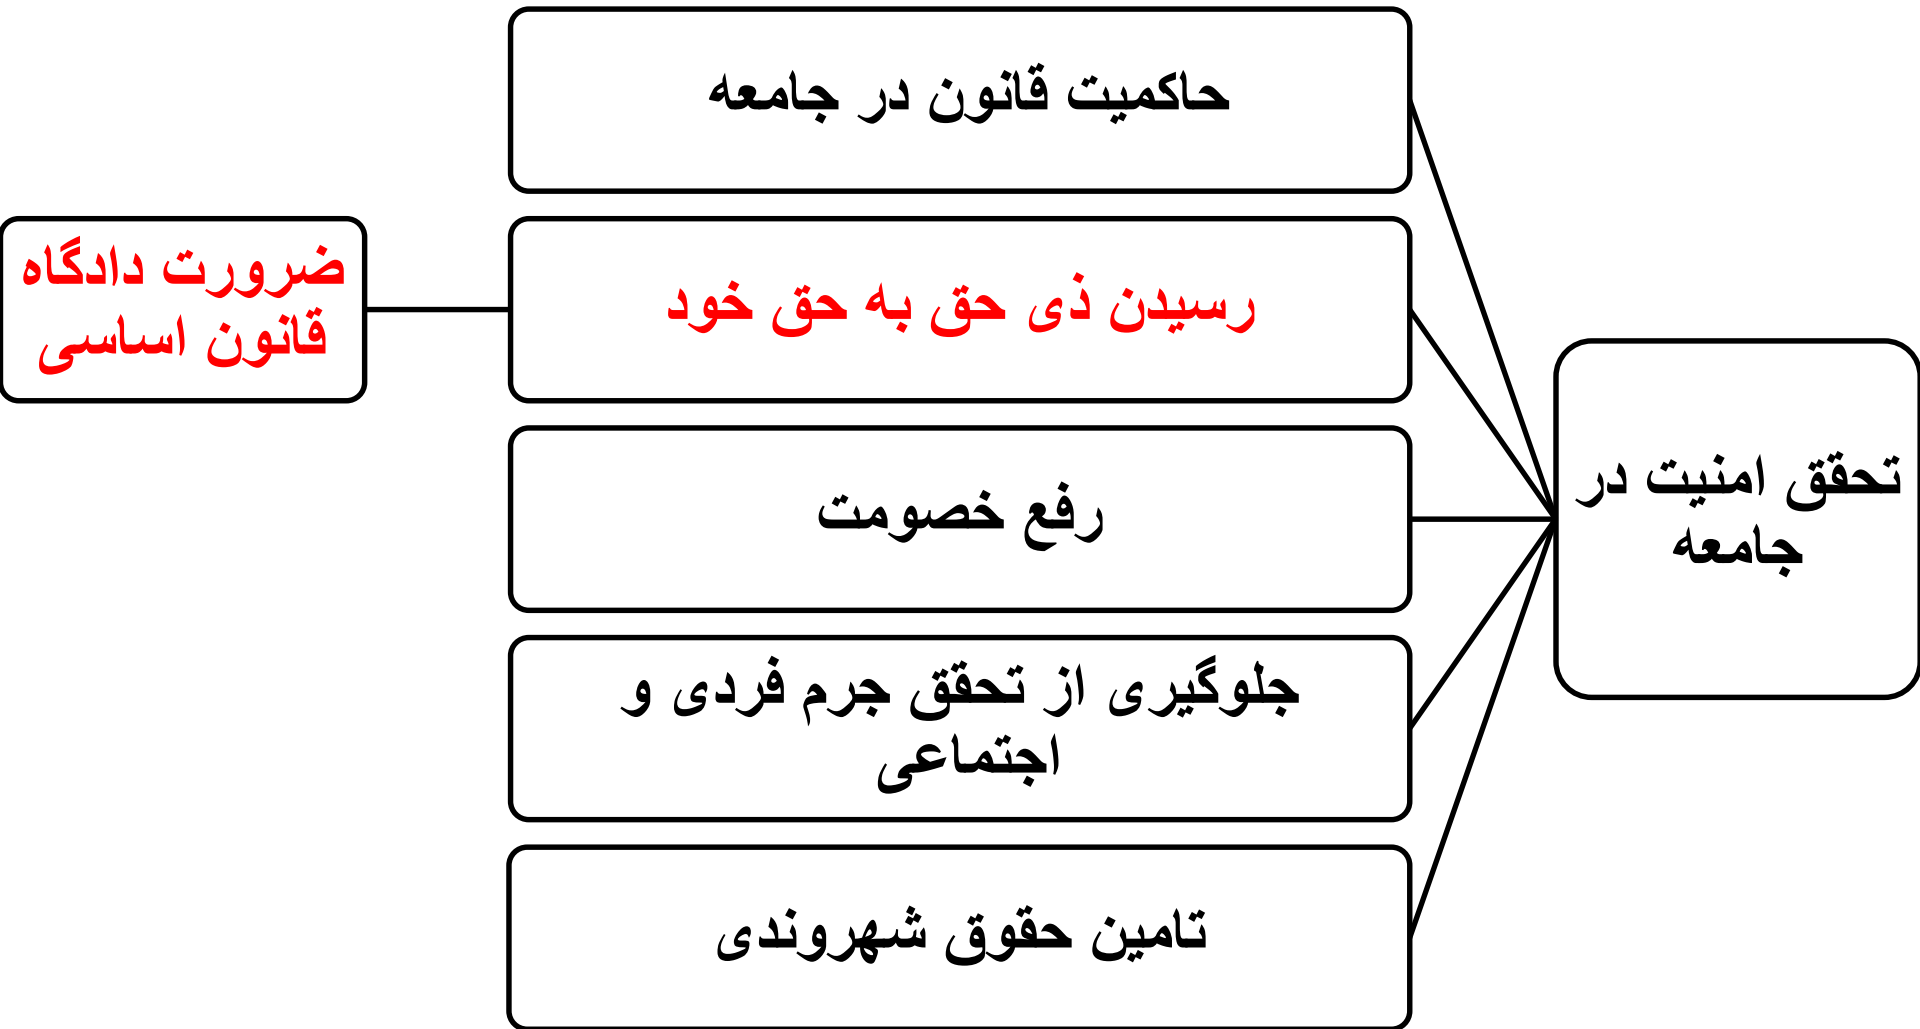 تحقق امنیت در
جامعه
حاکمیت قانون در جامعه
رسیدن ذی حق به حق خود
ضرورت دادگاه
قانون اساسی
رفع خصومت
جلوگیری از تحقق جرم فردی و
اجتماعی
تامین حقوق شهروندی